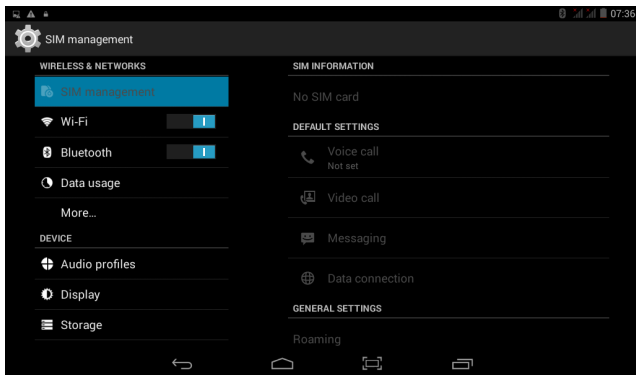 07:36
SIM management
WIRELESS & NETWORKS
SIM management
Wi-Fi
Bluetooth
Data usage
More...
DEVICE
Audio profiles
Display
Storage
SIM INFORMATION
No SIM card
DEFAULT SETTINGS
Voice call
Not set
Video call
Messaging
Data connection
GENERAL SETTINGS
Roaming